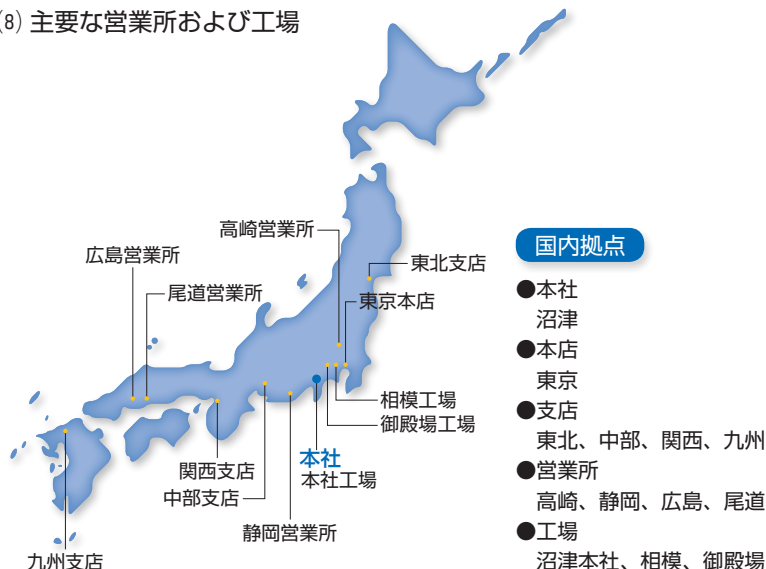 (8) 主要な営業所および工場
高崎営業所
広島営業所
東北支店
尾道営業所
東京本店
相模工場
御殿場工場
関西支店
本社
本社工場
中部支店
静岡営業所
九州支店
国内拠点
●本社
沼津
●本店
東京
●支店
東北、中部、関西、九州
●営業所
高崎、静岡、広島、尾道
●工場
沼津本社、相模、御殿場